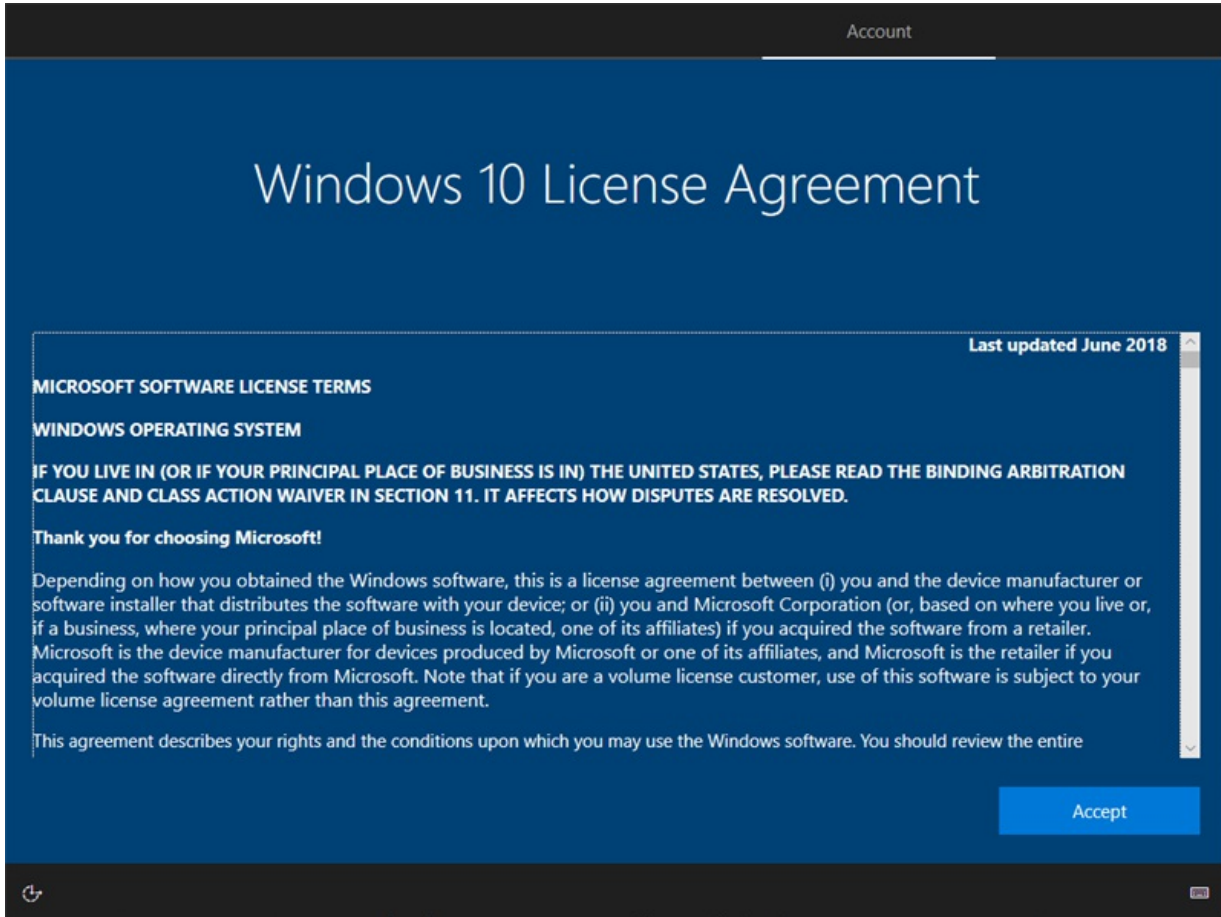 Account
Windows 10 License Agreement
Last updated June 2018
MICROSOFT SOFTWARE LICENSE TERMS
WINDOWS OPERATING SYSTEM
IF YOU LIVE IN (OR IF YOUR PRINCIPAL PLACE OF BUSINESS IS IN) THE UNITED STATES, PLEASE READ THE BINDING ARBITRATION
CLAUSE AND CLASS ACTION WAIVER IN SECTION 11. IT AFFECTS HOW DISPUTES ARE RESOLVED.
Thank you for choosing Microsoft!
Depending on how you obtained the Windows software, this is a license agreement between (i) you and the device manufacturer or
software installer that distributes the software with your device; or (ii) you and Microsoft Corporation (or, based on where you live or,
if a business, where your principal place of business is located, one of its affiliates) if you acquired the software from a retailer.
Microsoft is the device manufacturer for devices produced by Microsoft or one of its affiliates, and Microsoft is the retailer if you
acquired the software directly from Microsoft. Note that if you are a volume license customer, use of this software is subject to your
volume license agreement rather than this agreement.
This agreement describes your rights and the conditions upon which you may use the Windows software. You should review the entire
Accept